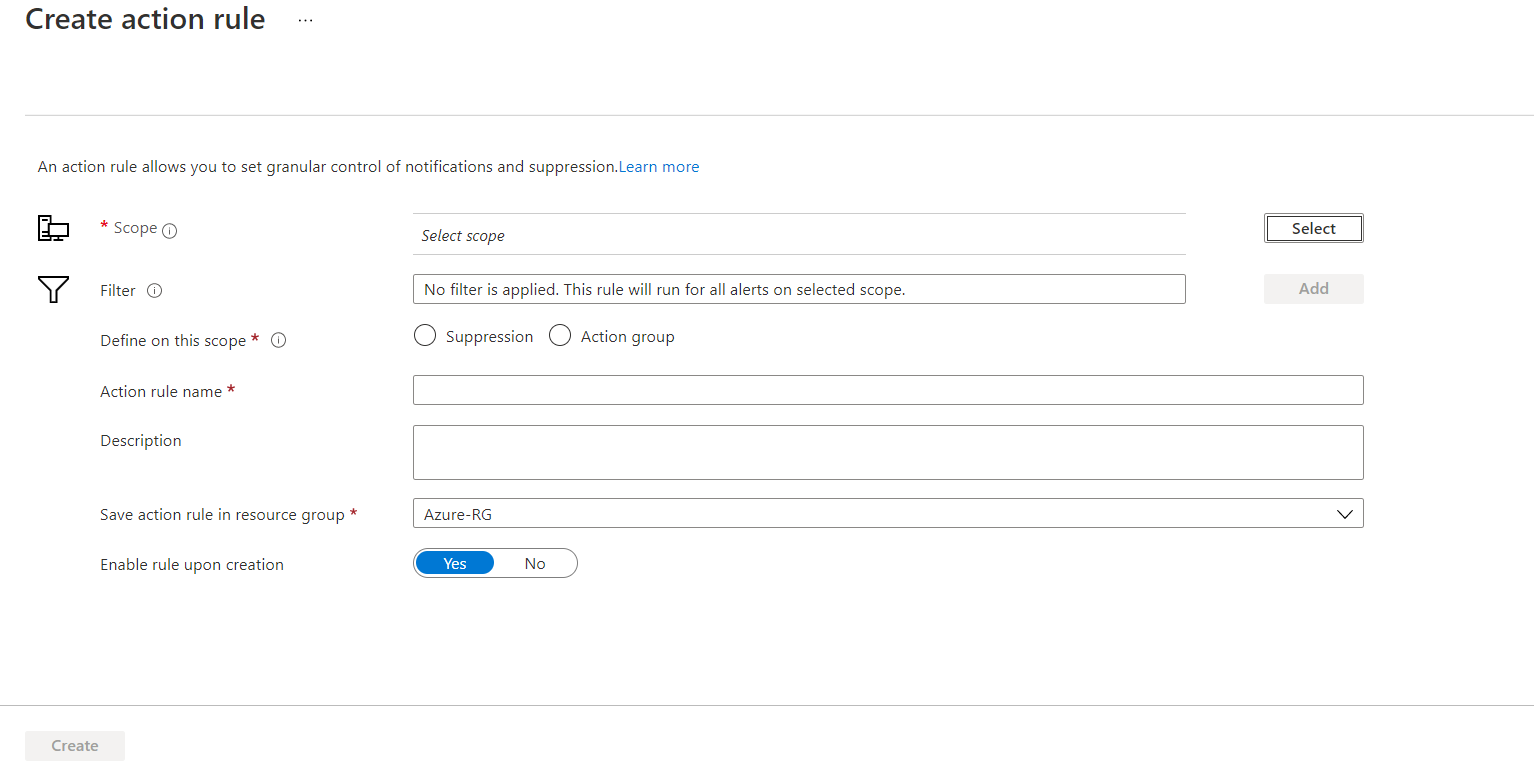 Create action rule ...
An action rule allows you to set granular control of notifications and suppression.Learn more
* Scope
Select scope
Select
Filter
No filter is applied. This rule will run for all alerts on selected scope.
Add
Define on this scope *
Suppression
Action group
Action rule name *
Description
Save action rule in resource group *
Azure-RG
Enable rule upon creation
Yes
No
Create